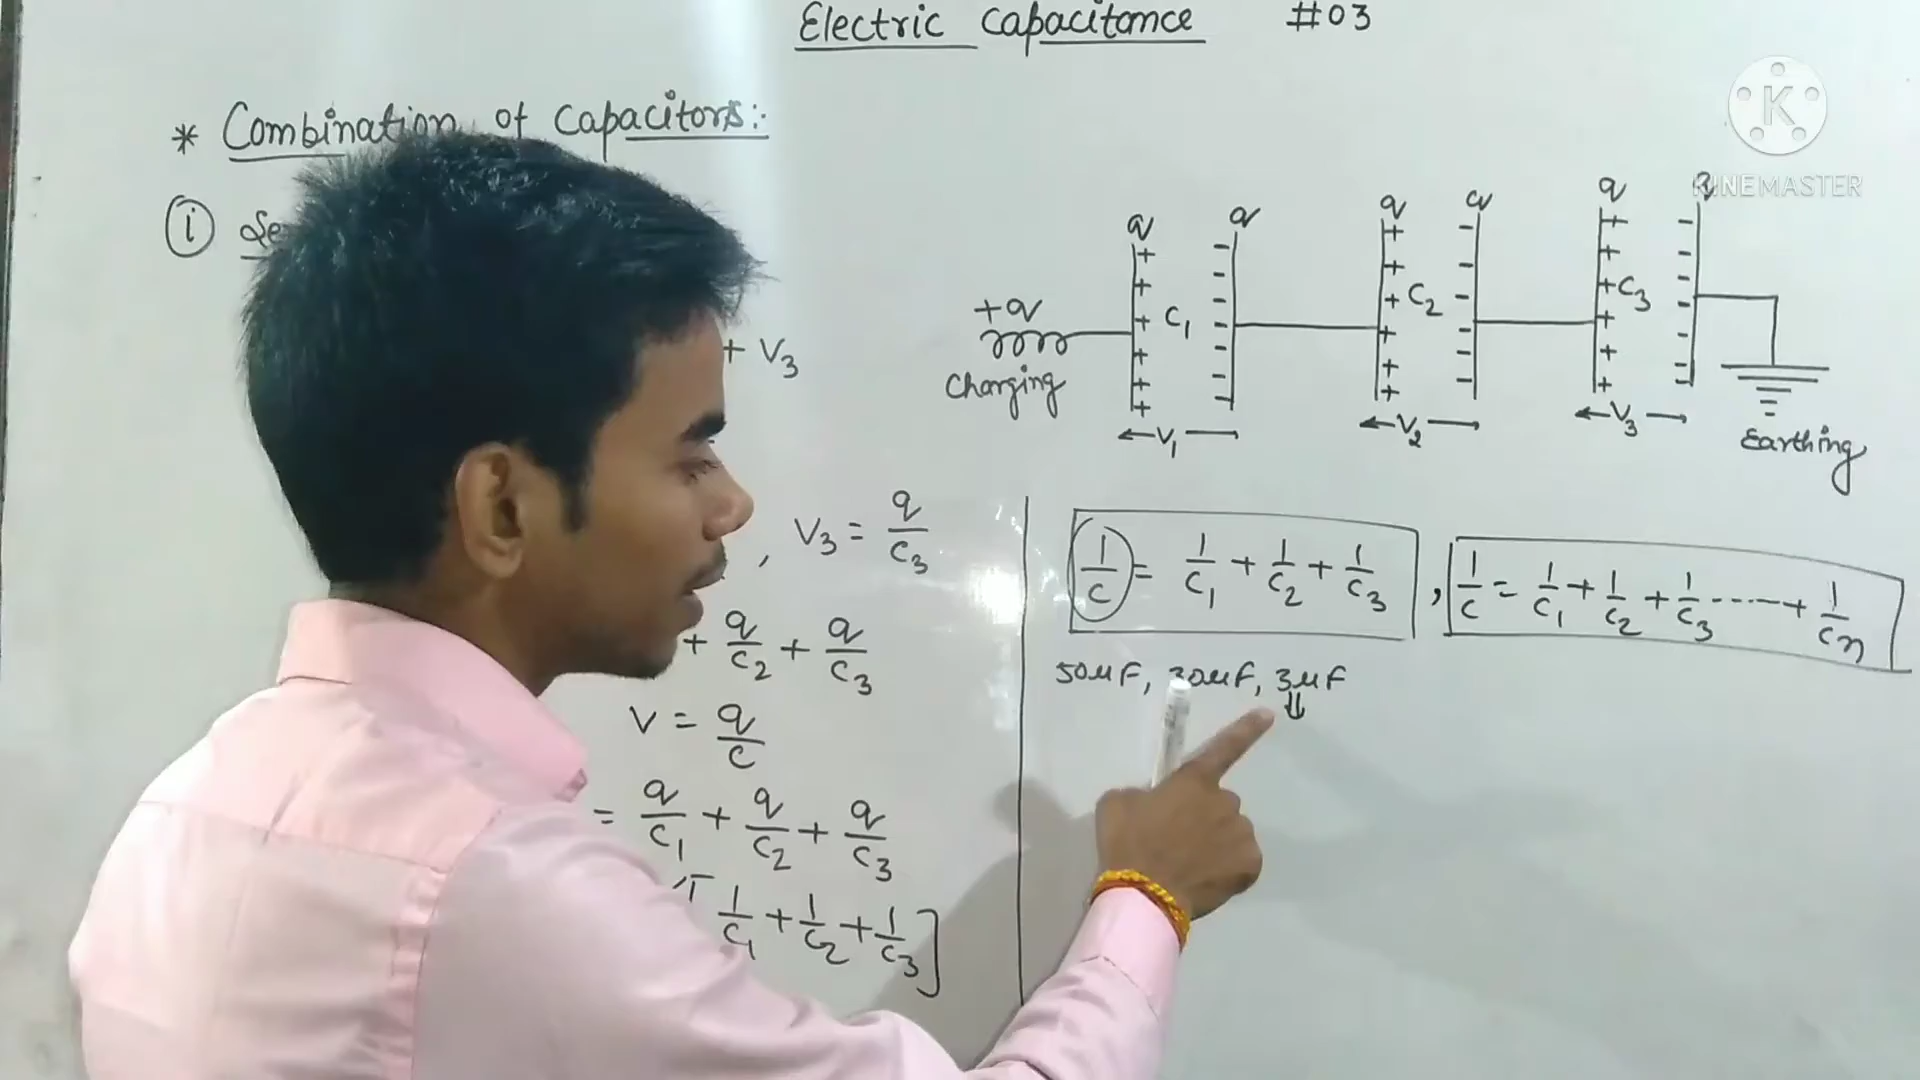 Electric Capacitance #03
* Combination of Capacitors:-
KINEMASTER
i Se
q q q q q
+q C1 C2 C3
Charging
V1 V2 V3
Earthing
+ V3
, V3 = q/C3
1/C = 1/C1 + 1/C2 + 1/C3 , 1/C = 1/C1 + 1/C2 + 1/C3 ------+ 1/Cn
+ q/C2 + q/C3
50μF, 30μF, 3μF
⇓
V = q/C
= q/C1 + q/C2 + q/C3
[ 1/C1 + 1/C2 + 1/C3 ]